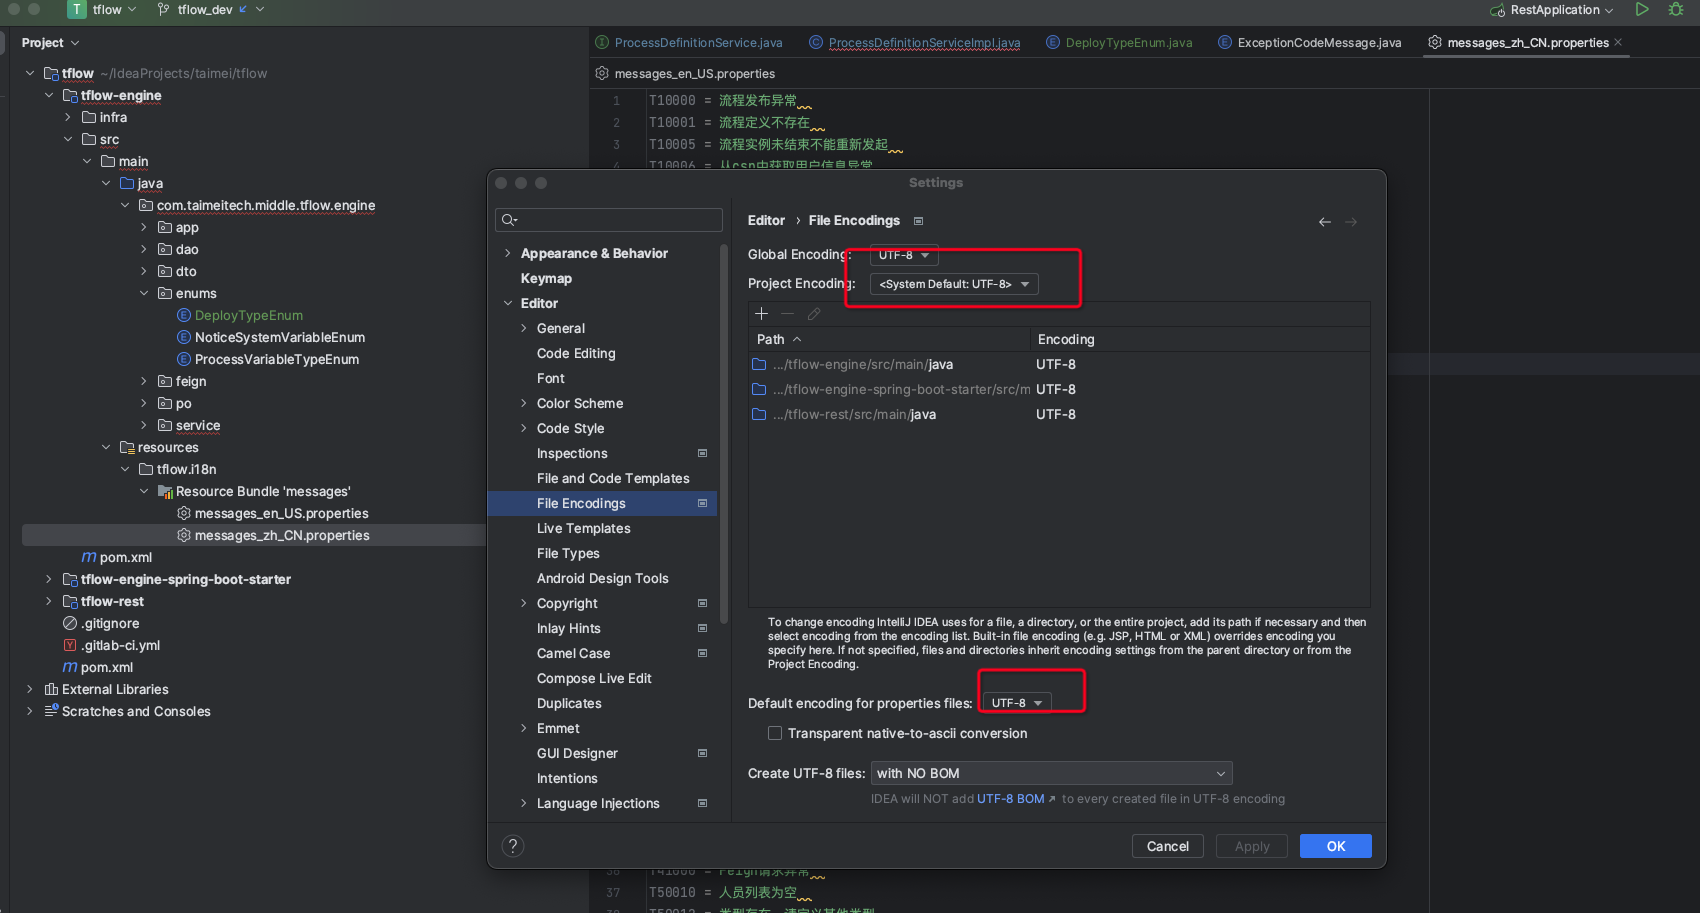 T tflow tflow_dev RestApplication
Project
tflow ~/IdeaProjects/taimei/tflow
tflow-engine
infra
src
main
java
com.taimeitech.middle.tflow.engine
app
dao
dto
enums
DeployTypeEnum
NoticeSystemVariableEnum
ProcessVariableTypeEnum
feign
po
service
resources
tflow.i18n
Resource Bundle 'messages'
messages_en_US.properties
messages_zh_CN.properties
m pom.xml
tflow-engine-spring-boot-starter
tflow-rest
.gitignore
Y .gitlab-ci.yml
m pom.xml
External Libraries
Scratches and Consoles
I ProcessDefinitionService.java C ProcessDefinitionServiceImpl.java E DeployTypeEnum.java E ExceptionCodeMessage.java messages_zh_CN.properties
messages_en_US.properties
1 T10000 = 流程发布异常
2 T10001 = 流程定义不存在
3 T10005 = 流程实例未结束不能重新发起
4 T10006 = 从csp中获取用户信息异常
Settings
Appearance & Behavior
Keymap
Editor
General
Code Editing
Font
Color Scheme
Code Style
Inspections
File and Code Templates
File Encodings
Live Templates
File Types
Android Design Tools
Copyright
Inlay Hints
Camel Case
Compose Live Edit
Duplicates
Emmet
GUI Designer
Intentions
Language Injections
Editor › File Encodings
Global Encoding: UTF-8
Project Encoding: <System Default: UTF-8>
Path Encoding
.../tflow-engine/src/main/java UTF-8
.../tflow-engine-spring-boot-starter/src/m UTF-8
.../tflow-rest/src/main/java UTF-8
To change encoding IntelliJ IDEA uses for a file, a directory, or the entire project, add its path if necessary and then
select encoding from the encoding list. Built-in file encoding (e.g. JSP, HTML or XML) overrides encoding you
specify here. If not specified, files and directories inherit encoding settings from the parent directory or from the
Project Encoding.
Default encoding for properties files: UTF-8
Transparent native-to-ascii conversion
Create UTF-8 files: with NO BOM
IDEA will NOT add UTF-8 BOM ↗ to every created file in UTF-8 encoding
? Cancel Apply OK
36 T41000 = Feign请求异常
37 T50010 = 人员列表为空